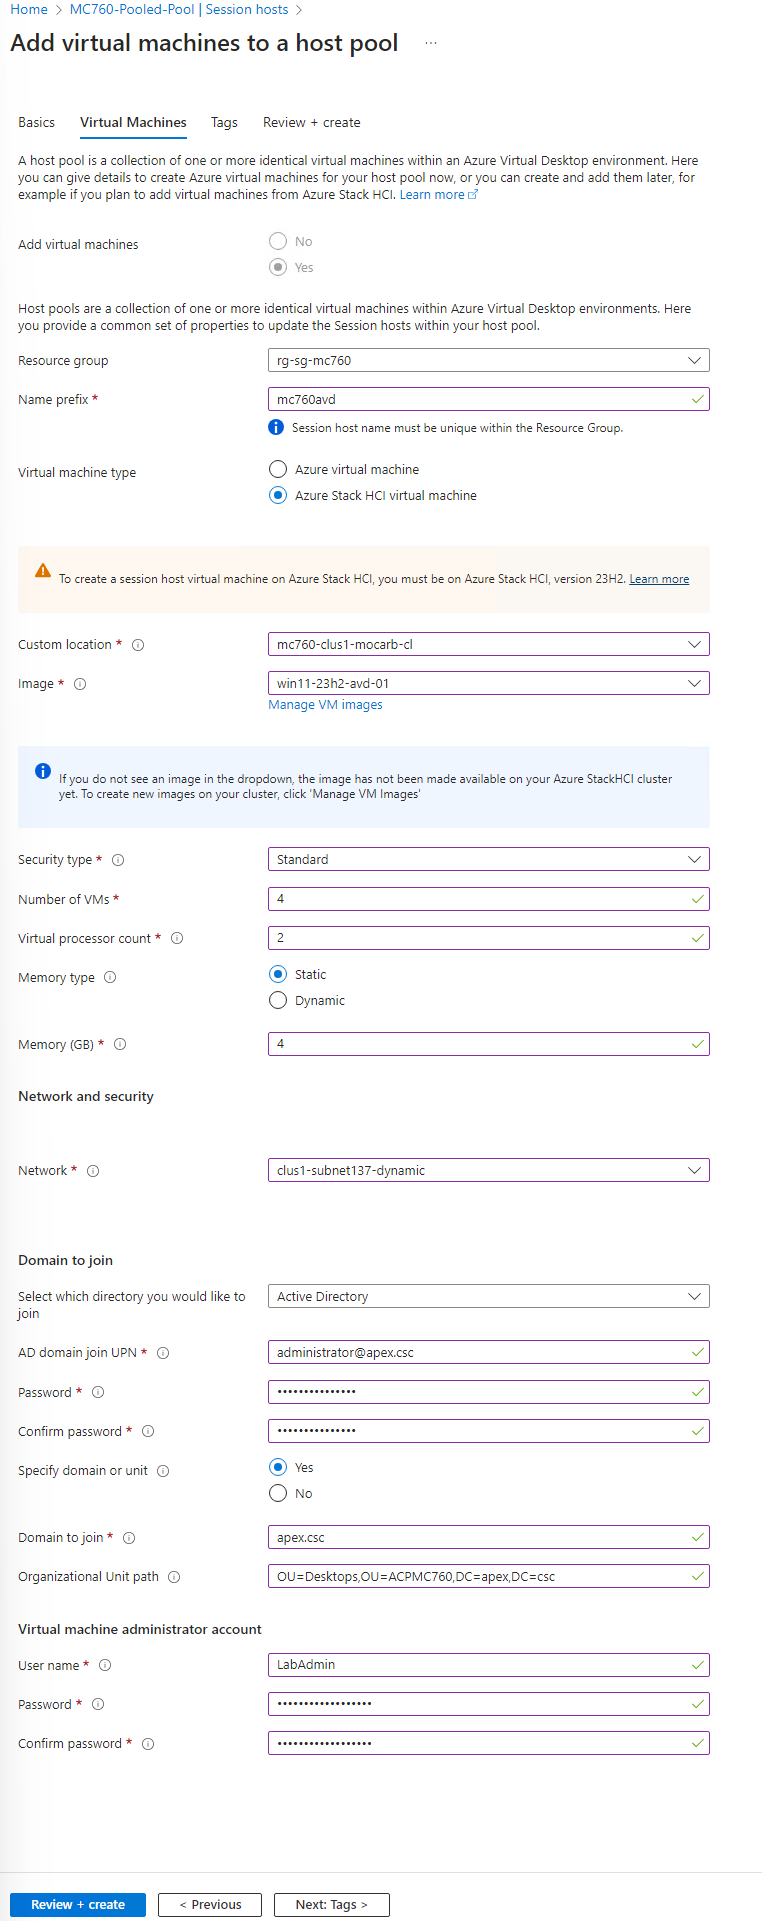 Home > MC760-Pooled-Pool | Session hosts >
Add virtual machines to a host pool ...
Basics Virtual Machines Tags Review + create
A host pool is a collection of one or more identical virtual machines within an Azure Virtual Desktop environment. Here
you can give details to create Azure virtual machines for your host pool now, or you can create and add them later, for
example if you plan to add virtual machines from Azure Stack HCI. Learn more
Add virtual machines
No
Yes
Host pools are a collection of one or more identical virtual machines within Azure Virtual Desktop environments. Here
you provide a common set of properties to update the Session hosts within your host pool.
Resource group rg-sg-mc760
Name prefix * mc760avd
Session host name must be unique within the Resource Group.
Virtual machine type
Azure virtual machine
Azure Stack HCI virtual machine
To create a session host virtual machine on Azure Stack HCI, you must be on Azure Stack HCI, version 23H2. Learn more
Custom location * mc760-clus1-mocarb-cl
Image * win11-23h2-avd-01
Manage VM images
If you do not see an image in the dropdown, the image has not been made available on your Azure StackHCI cluster
yet. To create new images on your cluster, click 'Manage VM Images'
Security type * Standard
Number of VMs * 4
Virtual processor count * 2
Memory type
Static
Dynamic
Memory (GB) * 4
Network and security
Network * clus1-subnet137-dynamic
Domain to join
Select which directory you would like to
join
Active Directory
AD domain join UPN * administrator@apex.csc
Password * •••••••••••••••
Confirm password * •••••••••••••••
Specify domain or unit
Yes
No
Domain to join * apex.csc
Organizational Unit path OU=Desktops,OU=ACPMC760,DC=apex,DC=csc
Virtual machine administrator account
User name * LabAdmin
Password * ••••••••••••••••••
Confirm password * ••••••••••••••••••
Review + create < Previous Next: Tags >